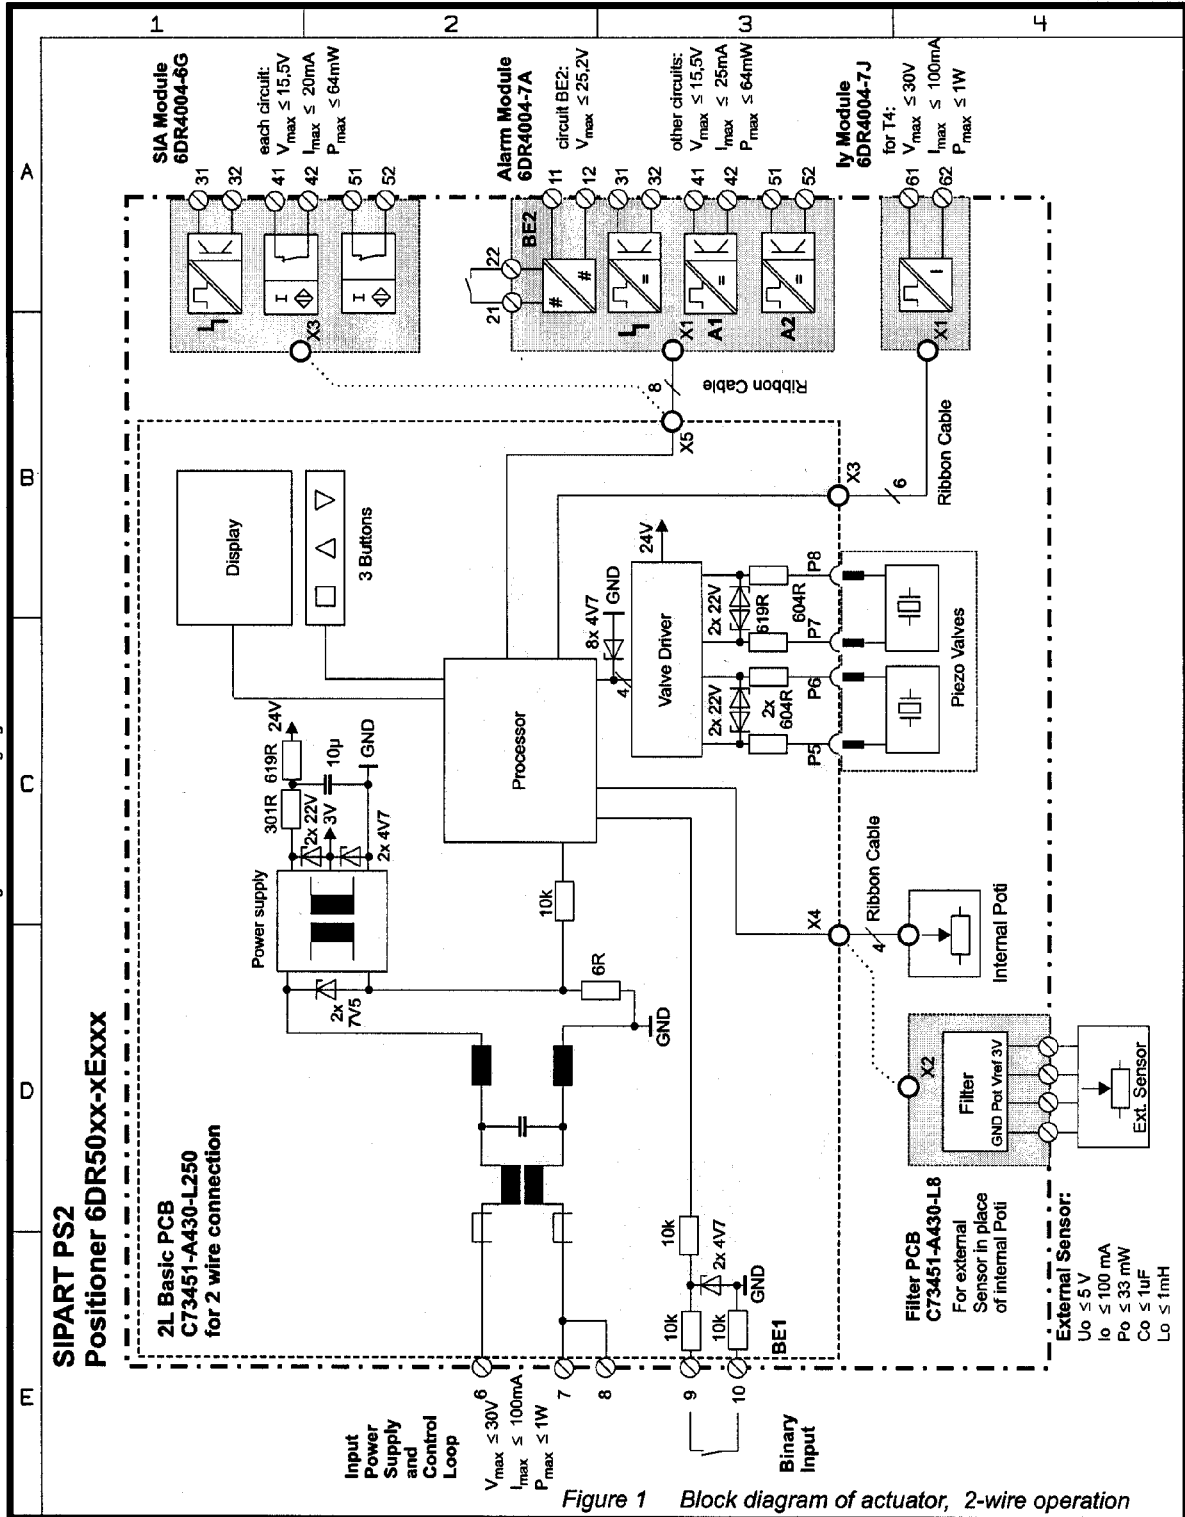 1
2
3
4
A
B
C
D
E
SIPART PS2
Positioner 6DR50xx-xExxx
2L Basic PCB
C73451-A430-L250
for 2 wire connection
Input
Power
Supply
and
Control
Loop
Vmax ≤ 30V
Imax ≤ 100mA
Pmax ≤ 1W
6
7
8
9
10
Binary
Input
BE1
10k
10k
10k
2x 4V7
GND
GND
6R
10k
2x
7V5
Power supply
301R
619R
24V
10µ
2x 22V
3V
GND
2x 4V7
Display
3 Buttons
Processor
8x 4V7
GND
4
Valve Driver
24V
2x 22V
2x
604R
2x 22V
619R
604R
P5
P6
P7
P8
Piezo Valves
X5
X3
X4
8
Ribbon Cable
6
Ribbon Cable
4
Ribbon Cable
Internal Poti
SIA Module
6DR4004-6G
each circuit:
Vmax ≤ 15,5V
Imax ≤ 20mA
Pmax ≤ 64mW
31
32
41
42
51
52
I
I
X3
Alarm Module
6DR4004-7A
circuit BE2:
Vmax ≤ 25,2V
other circuits:
Vmax ≤ 15,5V
Imax ≤ 25mA
Pmax ≤ 64mW
BE2
21
22
11
12
31
32
41
42
51
52
#
#
=
=
=
A1
A2
X1
Iy Module
6DR4004-7J
for T4:
Vmax ≤ 30V
Imax ≤ 100mA
Pmax ≤ 1W
61
62
X1
Filter PCB
C73451-A430-L8
For external
Sensor in place
of internal Poti
X2
Filter
GND Pot Vref 3V
Ext. Sensor
External Sensor:
Uo ≤ 5 V
Io ≤ 100 mA
Po ≤ 33 mW
Co ≤ 1uF
Lo ≤ 1mH
Figure 1 Block diagram of actuator, 2-wire operation